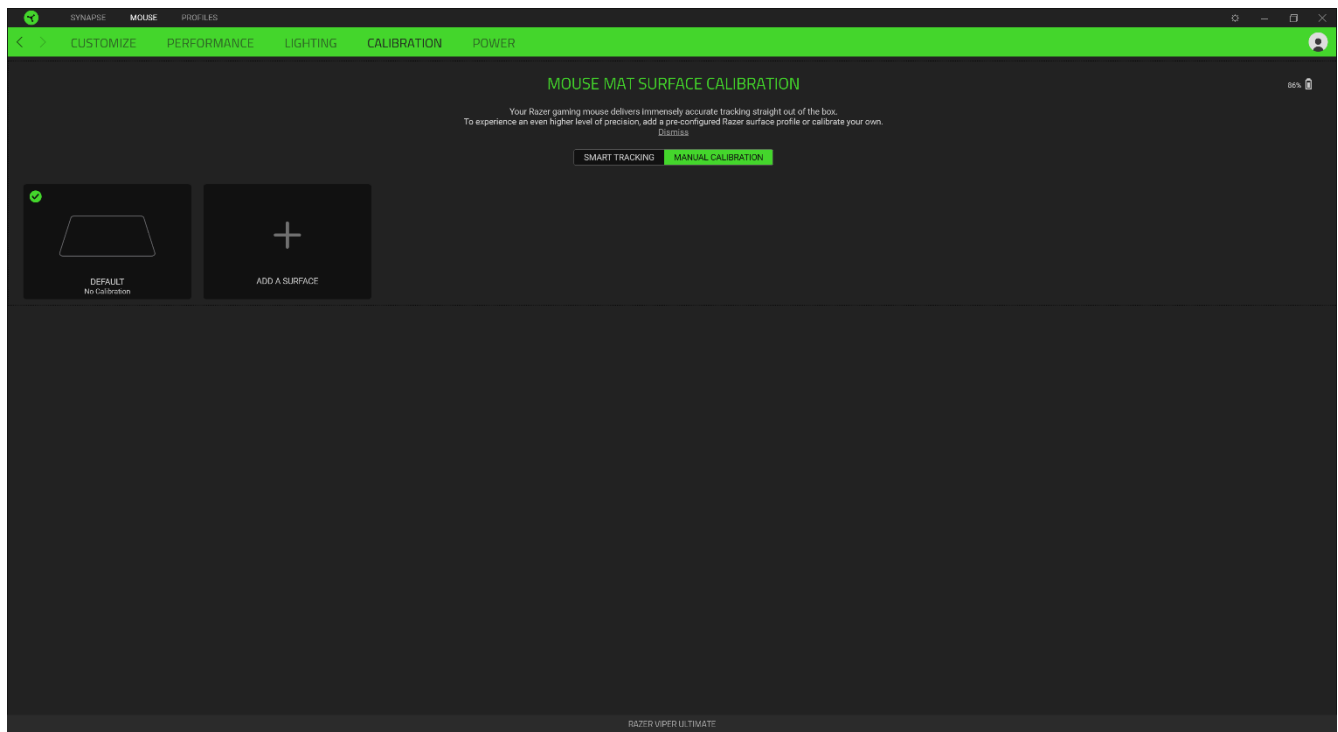 SYNAPSE MOUSE PROFILES
CUSTOMIZE PERFORMANCE LIGHTING CALIBRATION POWER
MOUSE MAT SURFACE CALIBRATION
86%
Your Razer gaming mouse delivers immensely accurate tracking straight out of the box.
To experience an even higher level of precision, add a pre-configured Razer surface profile or calibrate your own.
Dismiss
SMART TRACKING MANUAL CALIBRATION
DEFAULT
No Calibration
ADD A SURFACE
RAZER VIPER ULTIMATE